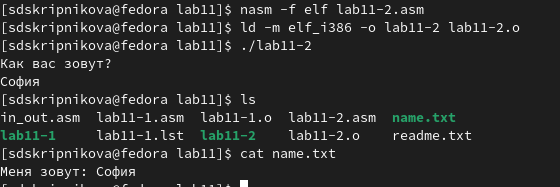 [sdskripnikova@fedora lab11]$ nasm -f elf lab11-2.asm
[sdskripnikova@fedora lab11]$ ld -m elf_i386 -o lab11-2 lab11-2.o
[sdskripnikova@fedora lab11]$ ./lab11-2
Как вас зовут?
София
[sdskripnikova@fedora lab11]$ ls
in_out.asm lab11-1.asm lab11-1.o lab11-2.asm name.txt
lab11-1 lab11-1.lst lab11-2 lab11-2.o readme.txt
[sdskripnikova@fedora lab11]$ cat name.txt
Меня зовут: София
[sdskripnikova@fedora lab11]$